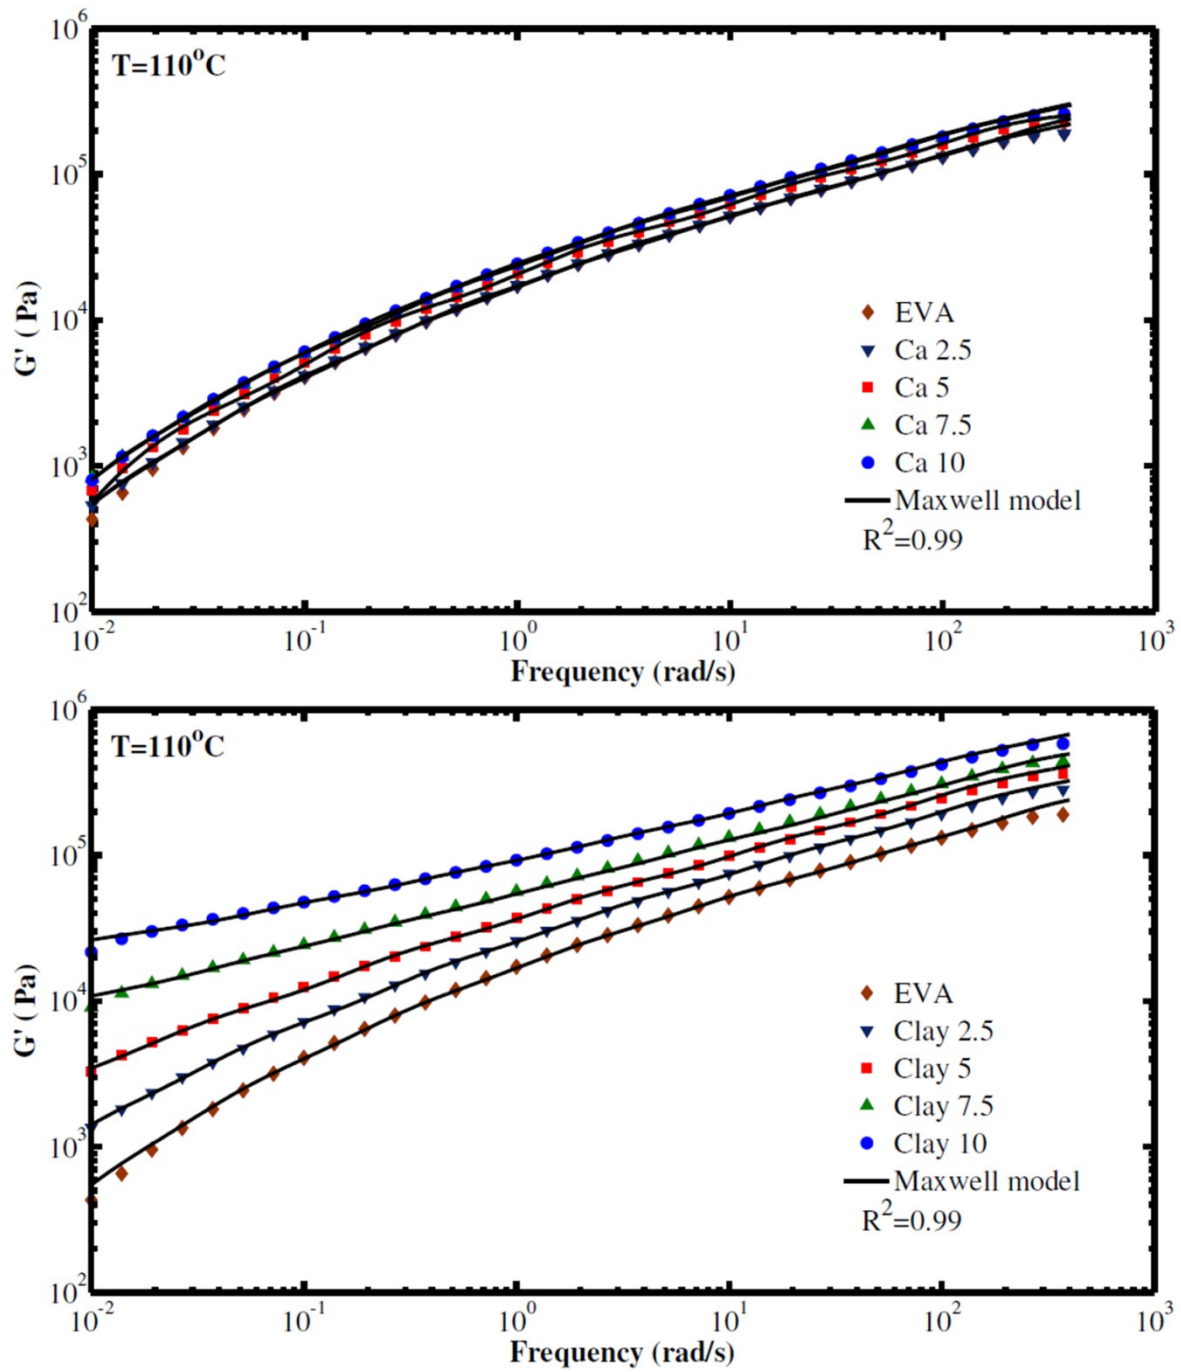 10^6
T=110°C
10^5
10^4
10^3
10^2
G' ( Pa)
EVA
Ca 2.5
Ca 5
Ca 7.5
Ca 10
Maxwell model
R^2=0.99
10^-2 10^-1 10^0 10^1 10^2 10^3
Frequency (rad/s)
10^6
T=110°C
10^5
10^4
10^3
10^2
G' ( Pa)
EVA
Clay 2.5
Clay 5
Clay 7.5
Clay 10
Maxwell model
R^2=0.99
10^-2 10^-1 10^0 10^1 10^2 10^3
Frequency (rad/s)